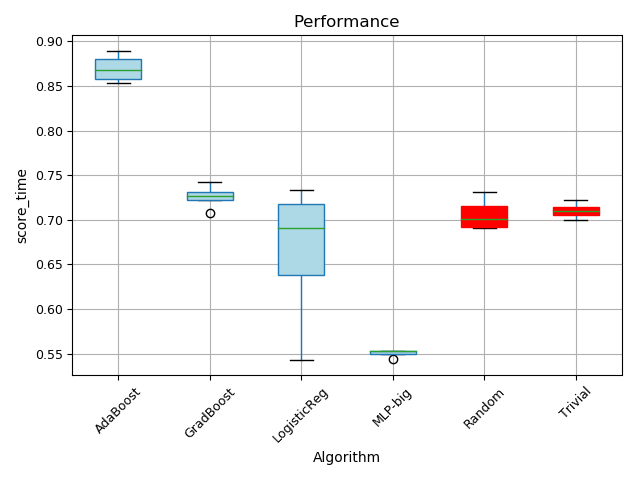 Performance
0.90
0.85
0.80
0.75
0.70
0.65
0.60
0.55
score_time
AdaBoost
GradBoost
LogisticReg
MLP-big
Random
Trivial
Algorithm